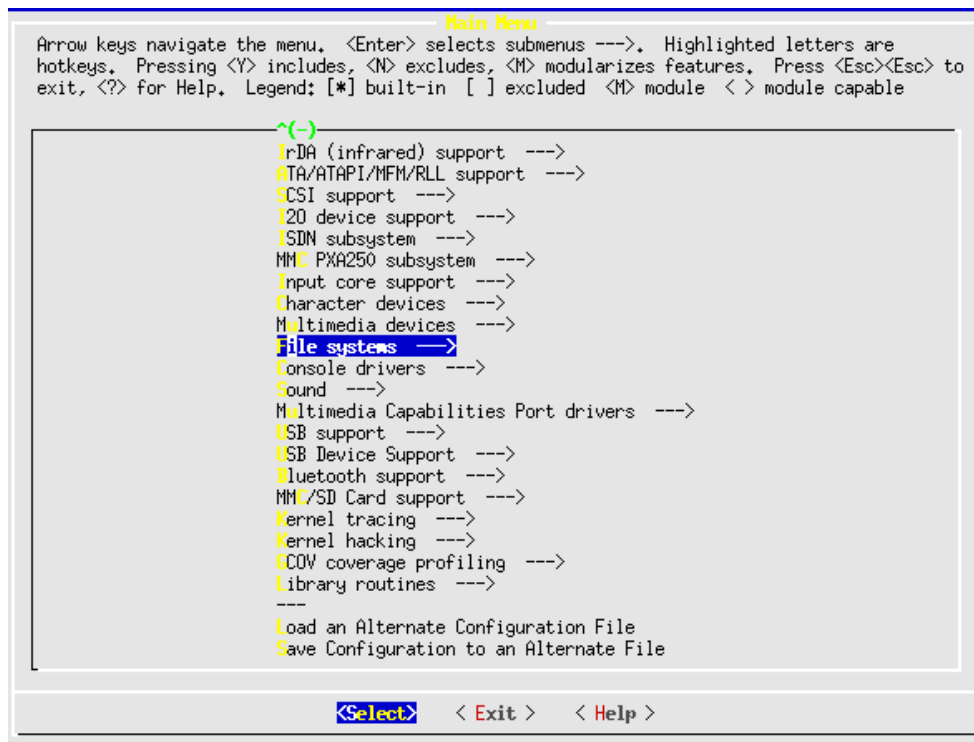 Main Menu
Arrow keys navigate the menu. <Enter> selects submenus --->. Highlighted letters are
hotkeys. Pressing <Y> includes, <N> excludes, <M> modularizes features. Press <Esc><Esc> to
exit, <?> for Help. Legend: [*] built-in [ ] excluded <M> module < > module capable
^(-)
IrDA (infrared) support --->
ATA/ATAPI/MFM/RLL support --->
SCSI support --->
I2O device support --->
ISDN subsystem --->
MMC PXA250 subsystem --->
Input core support --->
Character devices --->
Multimedia devices --->
File systems --->
Console drivers --->
Sound --->
Multimedia Capabilities Port drivers --->
USB support --->
USB Device Support --->
Bluetooth support --->
MMC/SD Card support --->
Kernel tracing --->
Kernel hacking --->
GCOV coverage profiling --->
Library routines --->
---
Load an Alternate Configuration File
Save Configuration to an Alternate File
<Select> < Exit > < Help >